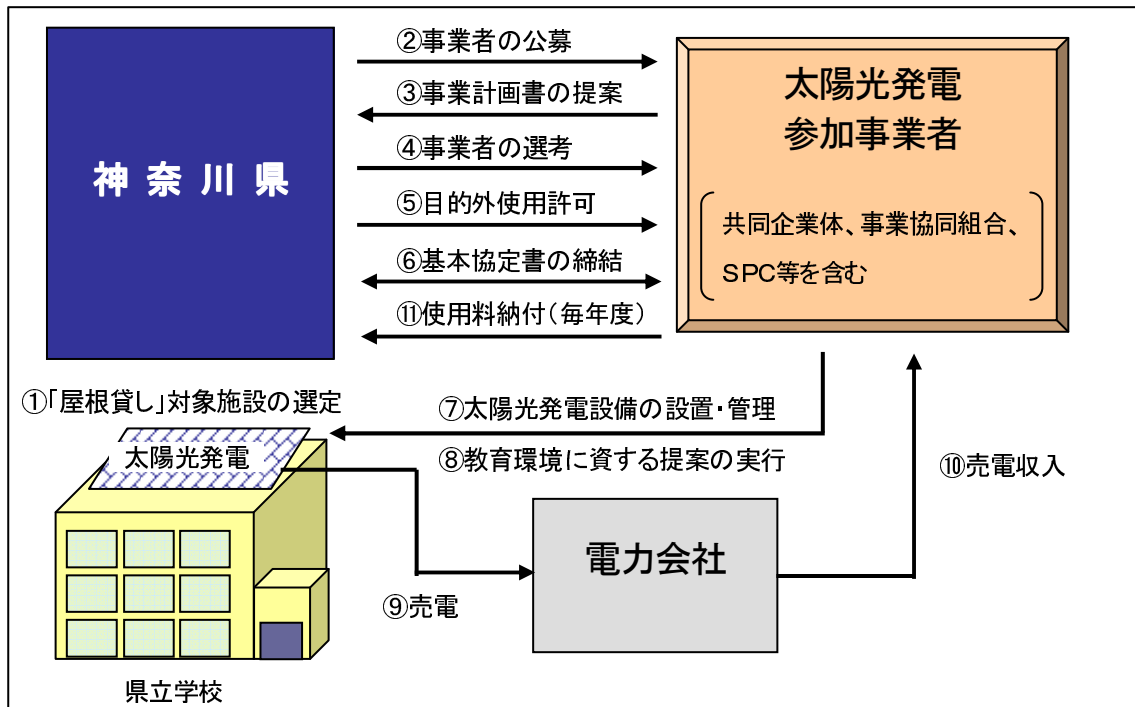 ②事業者の公募
③事業計画書の提案
④事業者の選考
⑤目的外使用許可
⑥基本協定書の締結
⑪使用料納付(毎年度)
神奈川県
太陽光発電
参加事業者
共同企業体、事業協同組合、
SPC等を含む
①「屋根貸し」対象施設の選定
⑦太陽光発電設備の設置・管理
⑧教育環境に資する提案の実行
太陽光発電
⑩売電収入
電力会社
⑨売電
県立学校